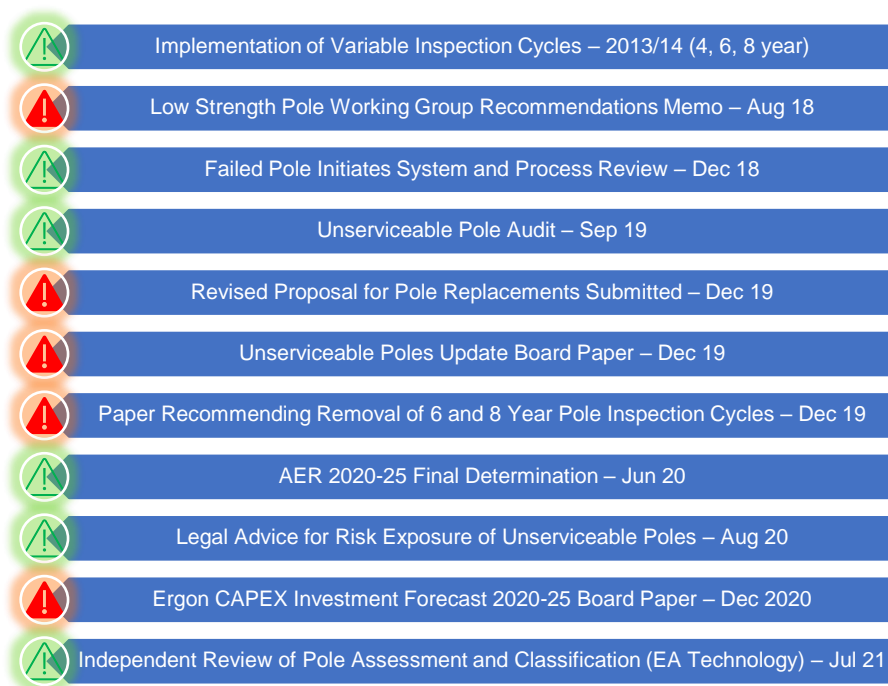 Implementation of Variable Inspection Cycles – 2013/14 (4, 6, 8 year)
Low Strength Pole Working Group Recommendations Memo – Aug 18
Failed Pole Initiates System and Process Review – Dec 18
Unserviceable Pole Audit – Sep 19
Revised Proposal for Pole Replacements Submitted – Dec 19
Unserviceable Poles Update Board Paper – Dec 19
Paper Recommending Removal of 6 and 8 Year Pole Inspection Cycles – Dec 19
AER 2020-25 Final Determination – Jun 20
Legal Advice for Risk Exposure of Unserviceable Poles – Aug 20
Ergon CAPEX Investment Forecast 2020-25 Board Paper – Dec 2020
Independent Review of Pole Assessment and Classification (EA Technology) – Jul 21